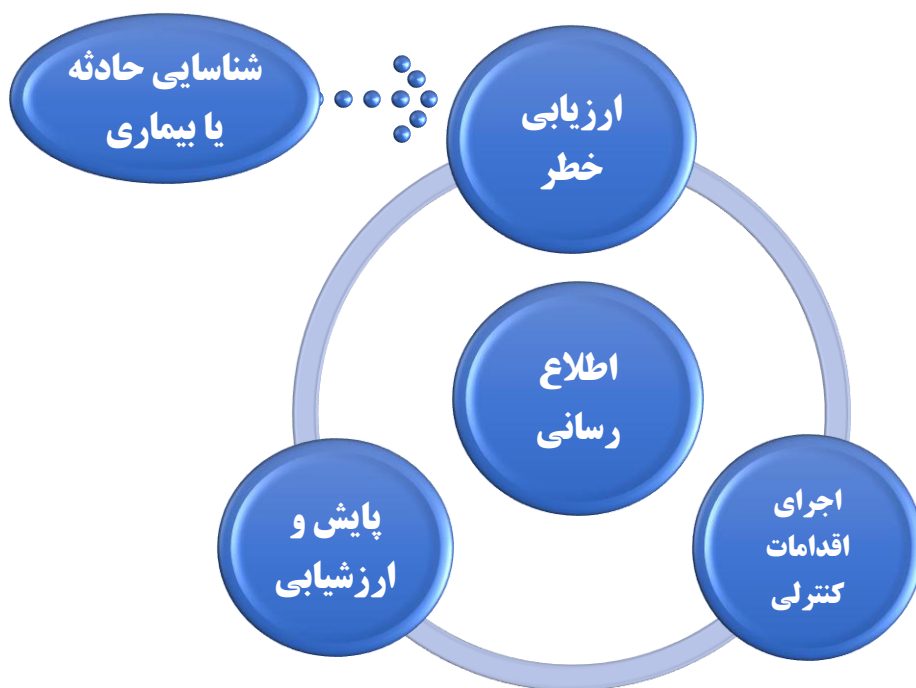 شناسایی حادثه
یا بیماری
ارزیابی
خطر
اطلاع
رسانی
اجرای
اقدامات
کنترلی
پایش و
ارزشیابی